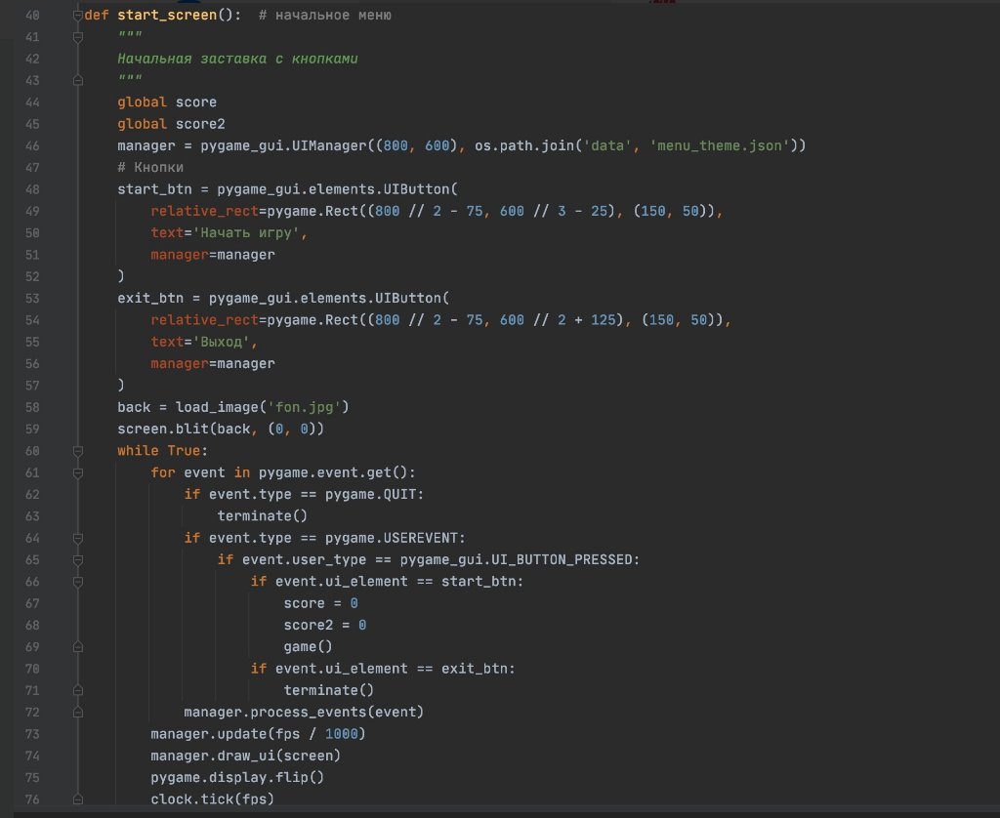 40 def start_screen():  # начальное меню
41     """
42     Начальная заставка с кнопками
43     """
44     global score
45     global score2
46     manager = pygame_gui.UIManager((800, 600), os.path.join('data', 'menu_theme.json'))
47     # Кнопки
48     start_btn = pygame_gui.elements.UIButton(
49         relative_rect=pygame.Rect((800 // 2 - 75, 600 // 3 - 25), (150, 50)),
50         text='Начать игру',
51         manager=manager
52     )
53     exit_btn = pygame_gui.elements.UIButton(
54         relative_rect=pygame.Rect((800 // 2 - 75, 600 // 2 + 125), (150, 50)),
55         text='Выход',
56         manager=manager
57     )
58     back = load_image('fon.jpg')
59     screen.blit(back, (0, 0))
60     while True:
61         for event in pygame.event.get():
62             if event.type == pygame.QUIT:
63                 terminate()
64             if event.type == pygame.USEREVENT:
65                 if event.user_type == pygame_gui.UI_BUTTON_PRESSED:
66                     if event.ui_element == start_btn:
67                         score = 0
68                         score2 = 0
69                         game()
70                     if event.ui_element == exit_btn:
71                         terminate()
72             manager.process_events(event)
73         manager.update(fps / 1000)
74         manager.draw_ui(screen)
75         pygame.display.flip()
76         clock.tick(fps)